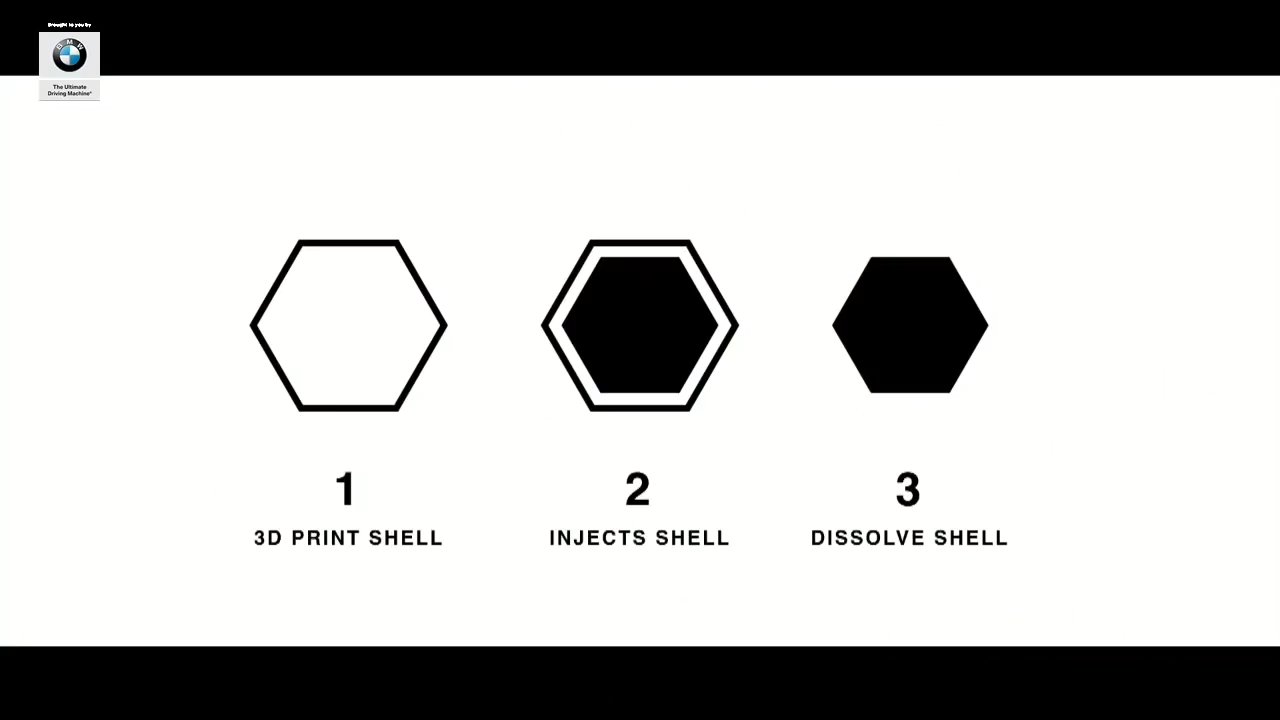 Brought to you by
BMW
The Ultimate
Driving Machine®
1
2
3
3D PRINT SHELL
INJECTS SHELL
DISSOLVE SHELL